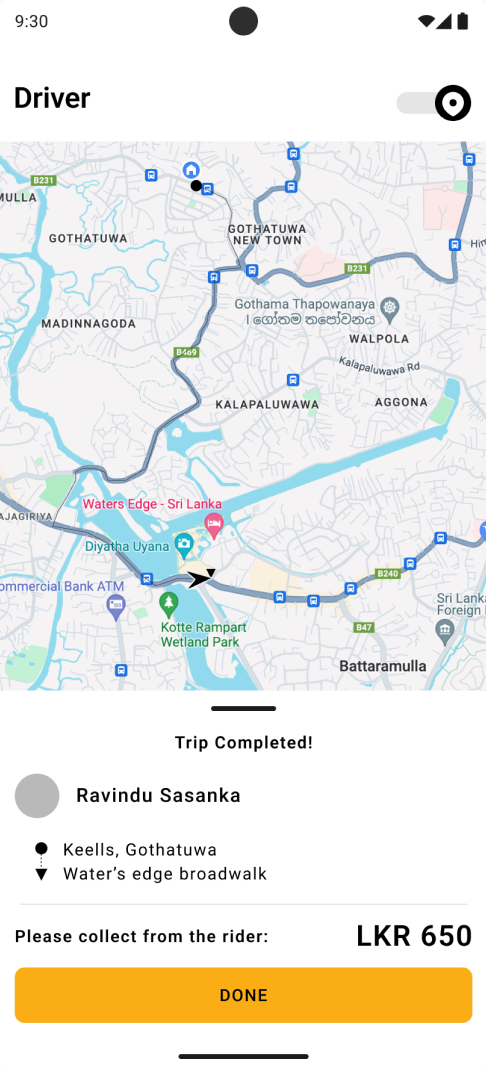 9:30
Driver
B231
MULLA
GOTHATUWA
GOTHATUWA
NEW TOWN
B231
Gothama Thapowanaya
| ගෝතම තපෝවනය
MADINNAGODA
WALPOLA
B469
Kalapaluwawa Rd
KALAPALUWAWA
AGGONA
Waters Edge - Sri Lanka
AJAGIRIYA
Diyatha Uyana
ommercial Bank ATM
B240
Sri Lanka
Foreign
Kotte Rampart
Wetland Park
B47
Battaramulla
Trip Completed!
Ravindu Sasanka
Keells, Gothatuwa
Water's edge broadwalk
Please collect from the rider:
LKR 650
DONE